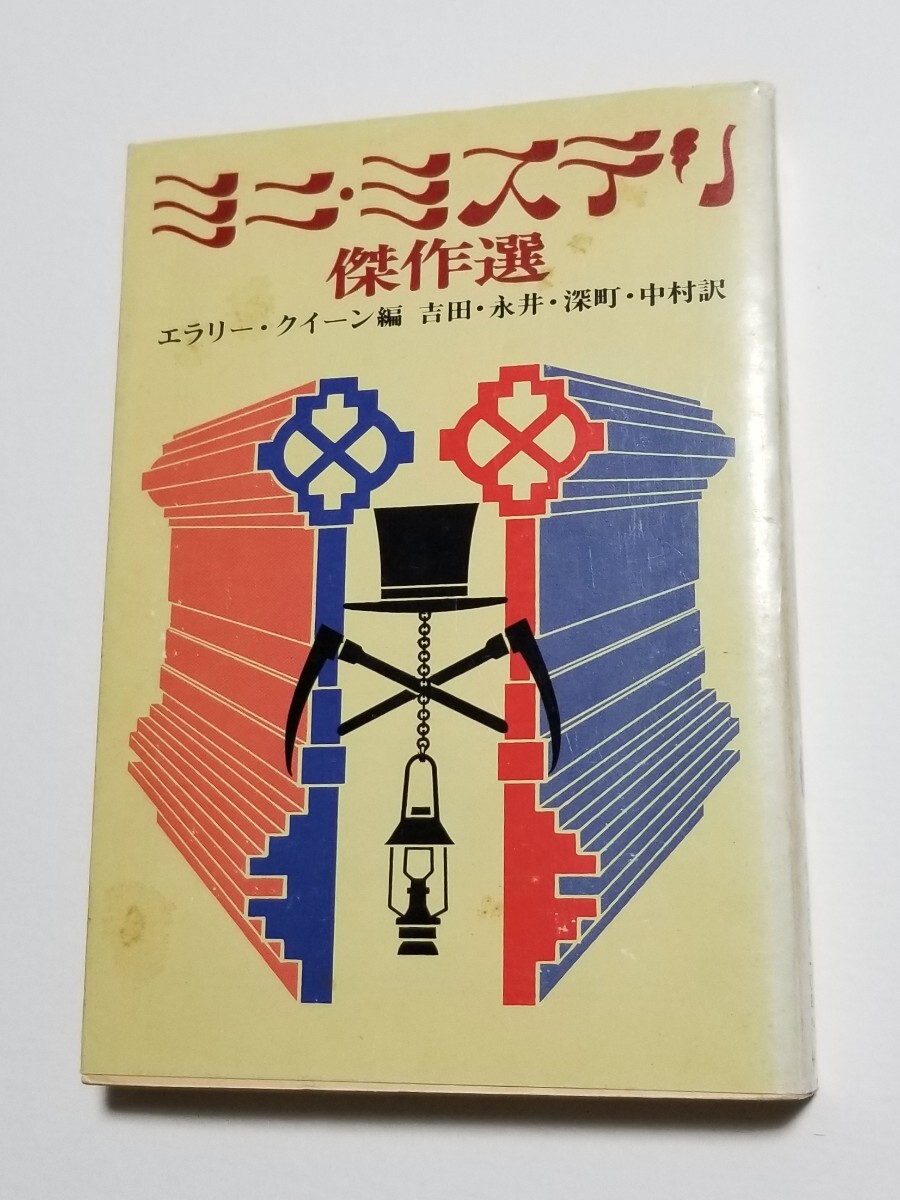 ミニ・ミステリ
傑作選
エラリー・クイーン編 吉田・永井・深町・中村訳